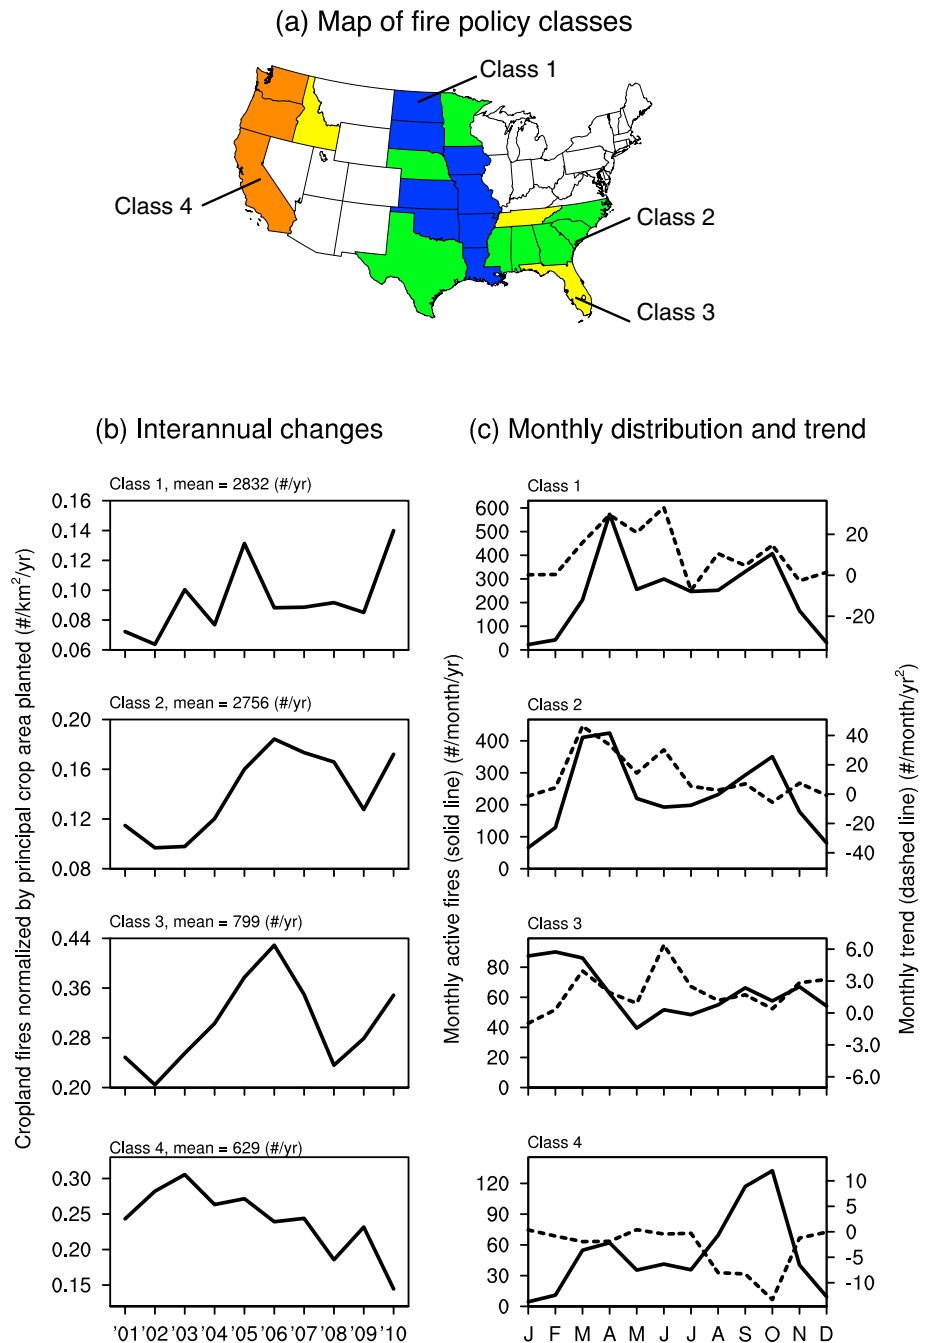 (a) Map of fire policy classes
Class 1
Class 4
Class 2
Class 3
(b) Interannual changes
Cropland fires normalized by principal crop area planted (#/km²/yr)
Class 1, mean = 2832 (#/yr)
0.16
0.14
0.12
0.10
0.08
0.06
Class 2, mean = 2756 (#/yr)
0.20
0.16
0.12
0.08
Class 3, mean = 799 (#/yr)
0.44
0.36
0.28
0.20
Class 4, mean = 629 (#/yr)
0.30
0.25
0.20
0.15
'01 '02 '03 '04 '05 '06 '07 '08 '09 '10
(c) Monthly distribution and trend
Monthly active fires (solid line) (#/month/yr)
Monthly trend (dashed line) (#/month/yr²)
Class 1
600
500
400
300
200
100
0
20
0
-20
Class 2
400
300
200
100
0
40
20
0
-20
-40
Class 3
80
60
40
20
0
6.0
3.0
0.0
-3.0
-6.0
Class 4
120
90
60
30
0
10
5
0
-5
-10
J F M A M J J A S O N D